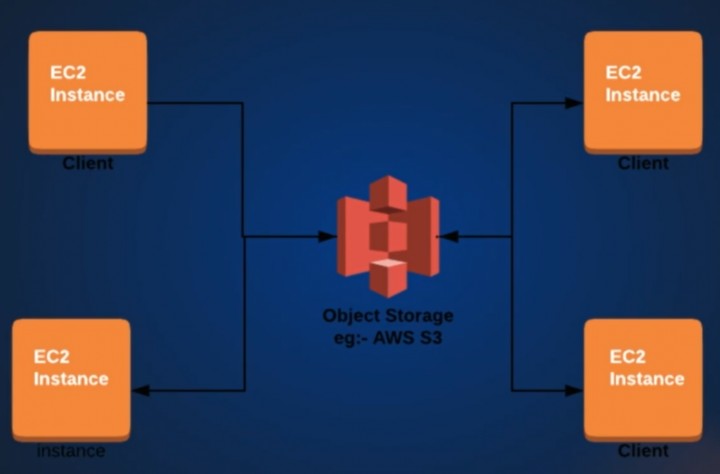 EC2
Instance
Client
EC2
Instance
Client
Object Storage
eg:- AWS S3
EC2
Instance
instance
EC2
Instance
Client